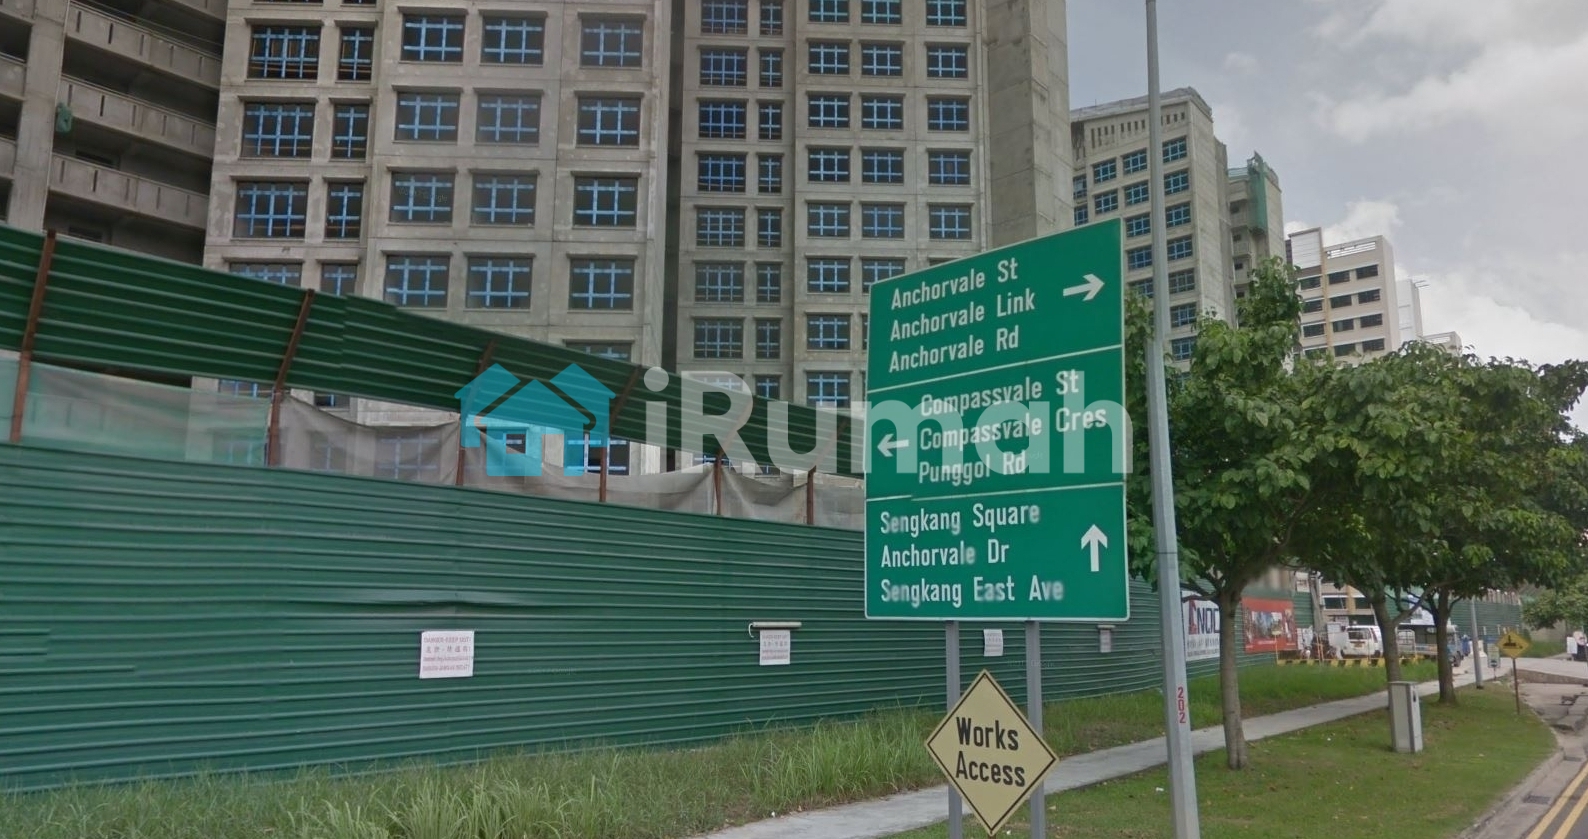 Anchorvale St
Anchorvale Link
Anchorvale Rd
Compassvale St
Compassvale Cres
Punggol Rd
Sengkang Square
Anchorvale Dr
Sengkang East Ave
iRumah
Works
Access
202